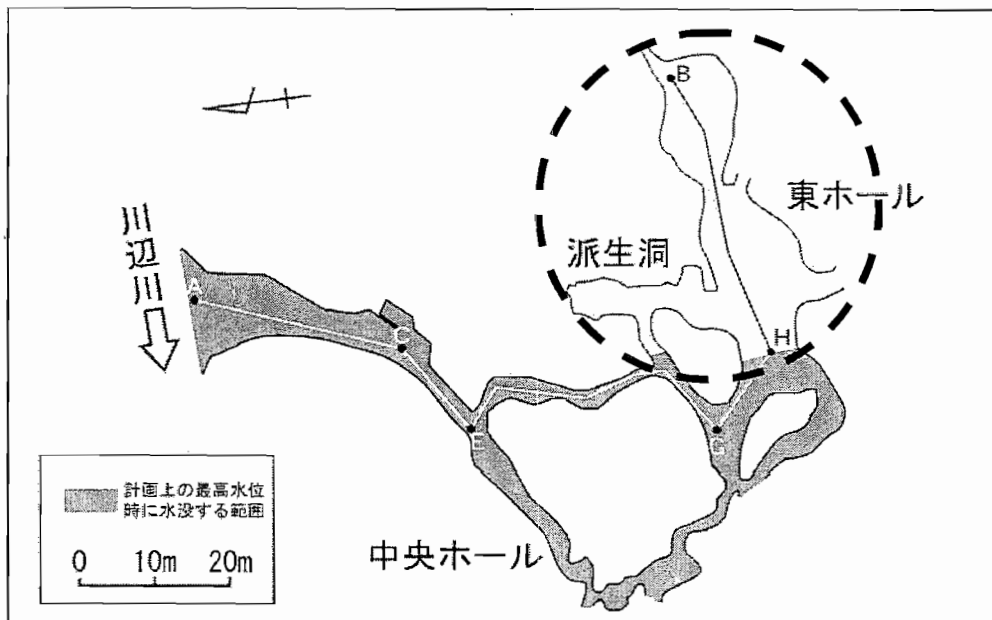 B
東ホール
川辺川
派生洞
A
C
H
E
G
計画上の最高水位
時に水没する範囲
0 10m 20m
中央ホール